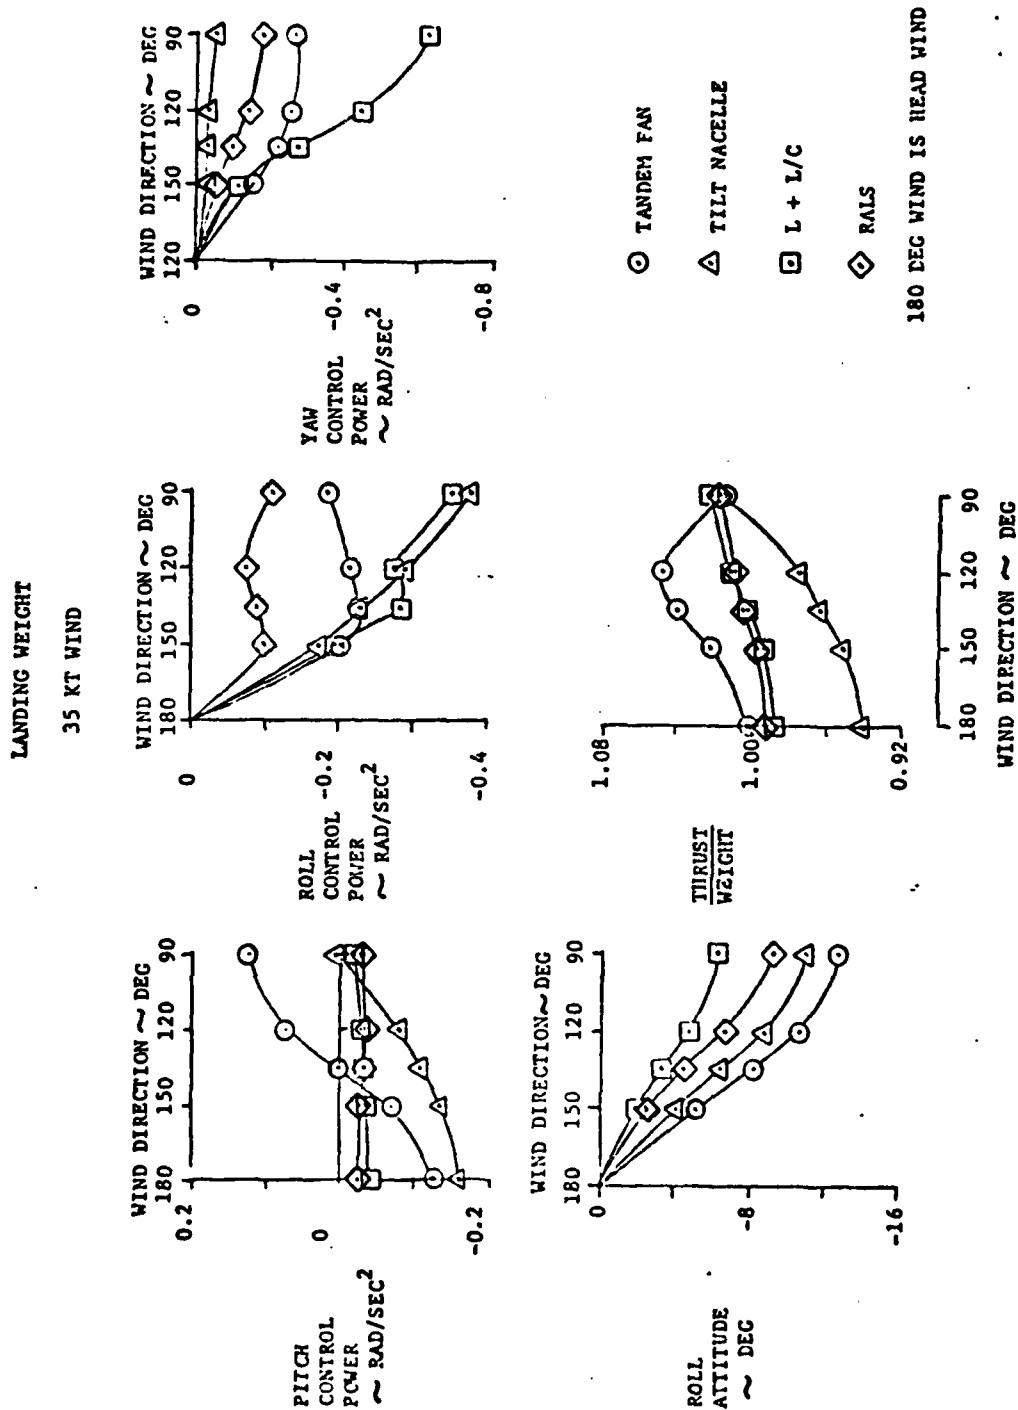 LANDING WEIGHT
35 KT WIND
WIND DIRECTION ~ DEG
180 150 120 90
0.2
0
-0.2
PITCH
CONTROL
POWER
~ RAD/SEC²
WIND DIRECTION ~ DEG
180 150 120 90
0
-0.2
-0.4
ROLL
CONTROL
POWER
~ RAD/SEC²
WIND DIRECTION ~ DEG
120 150 120 90
0
-0.4
-0.8
YAW
CONTROL
POWER
~ RAD/SEC²
WIND DIRECTION~DEG
180 150 120 90
0
-8
-16
ROLL
ATTITUDE
~ DEG
1.08
1.00
0.92
THRUST
WEIGHT
180 150 120 90
WIND DIRECTION ~ DEG
TANDEM FAN
TILT NACELLE
L + L/C
RALS
180 DEG WIND IS HEAD WIND